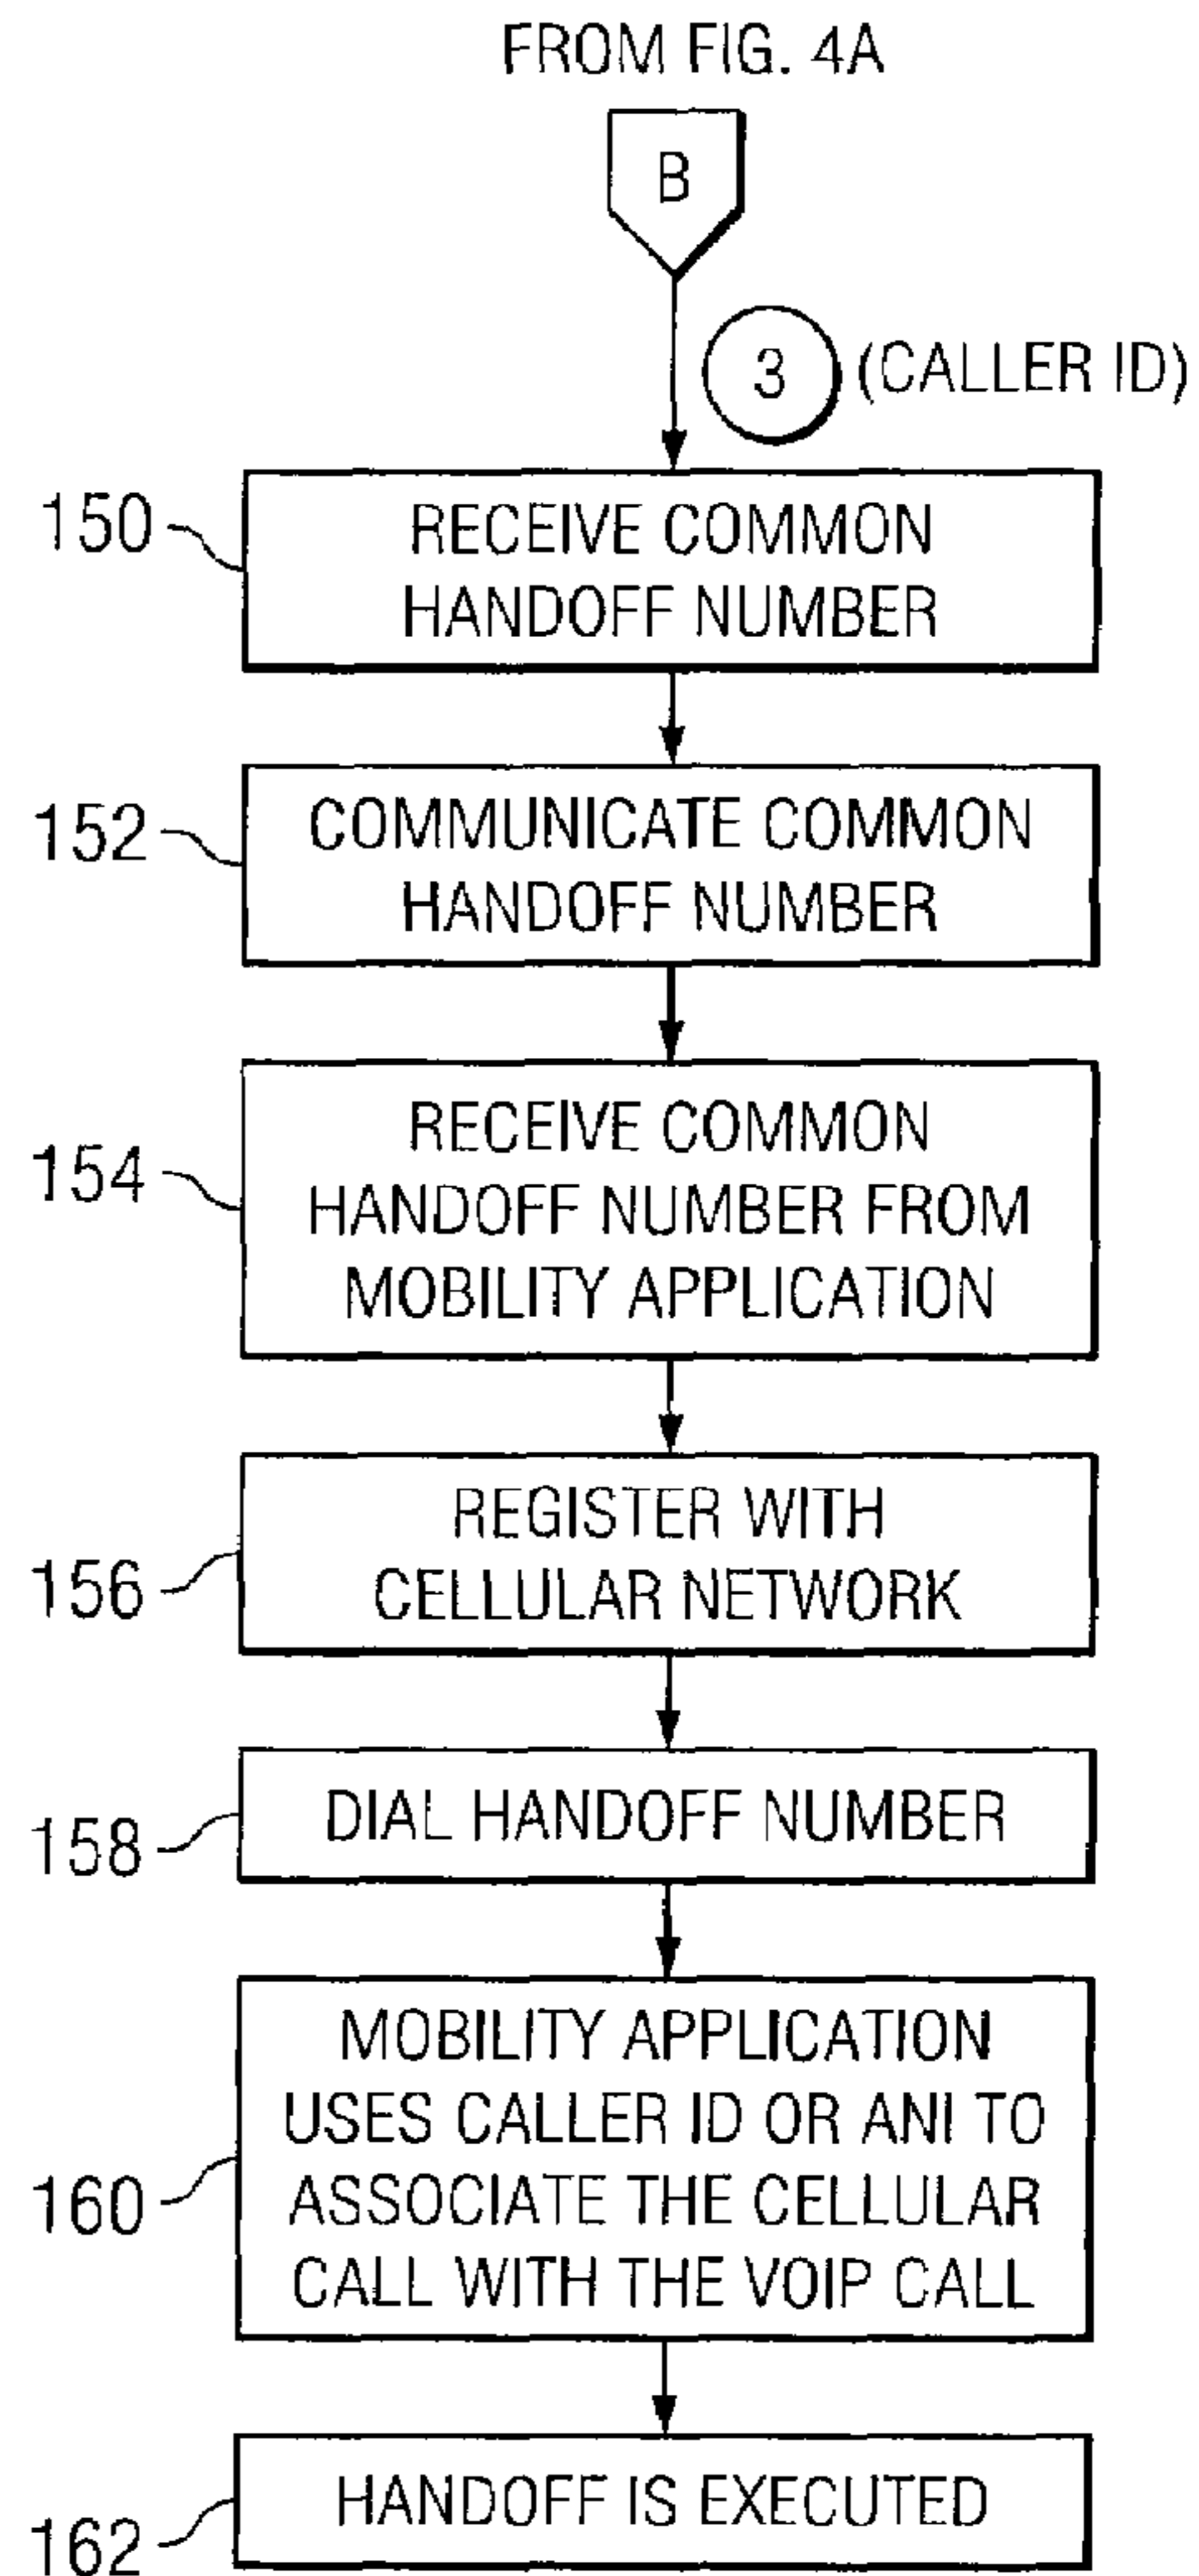 FROM FIG. 4A
B
3 (CALLER ID)
150
RECEIVE COMMON
HANDOFF NUMBER
152
COMMUNICATE COMMON
HANDOFF NUMBER
154
RECEIVE COMMON
HANDOFF NUMBER FROM
MOBILITY APPLICATION
156
REGISTER WITH
CELLULAR NETWORK
158
DIAL HANDOFF NUMBER
160
MOBILITY APPLICATION
USES CALLER ID OR ANI TO
ASSOCIATE THE CELLULAR
CALL WITH THE VOIP CALL
162
HANDOFF IS EXECUTED